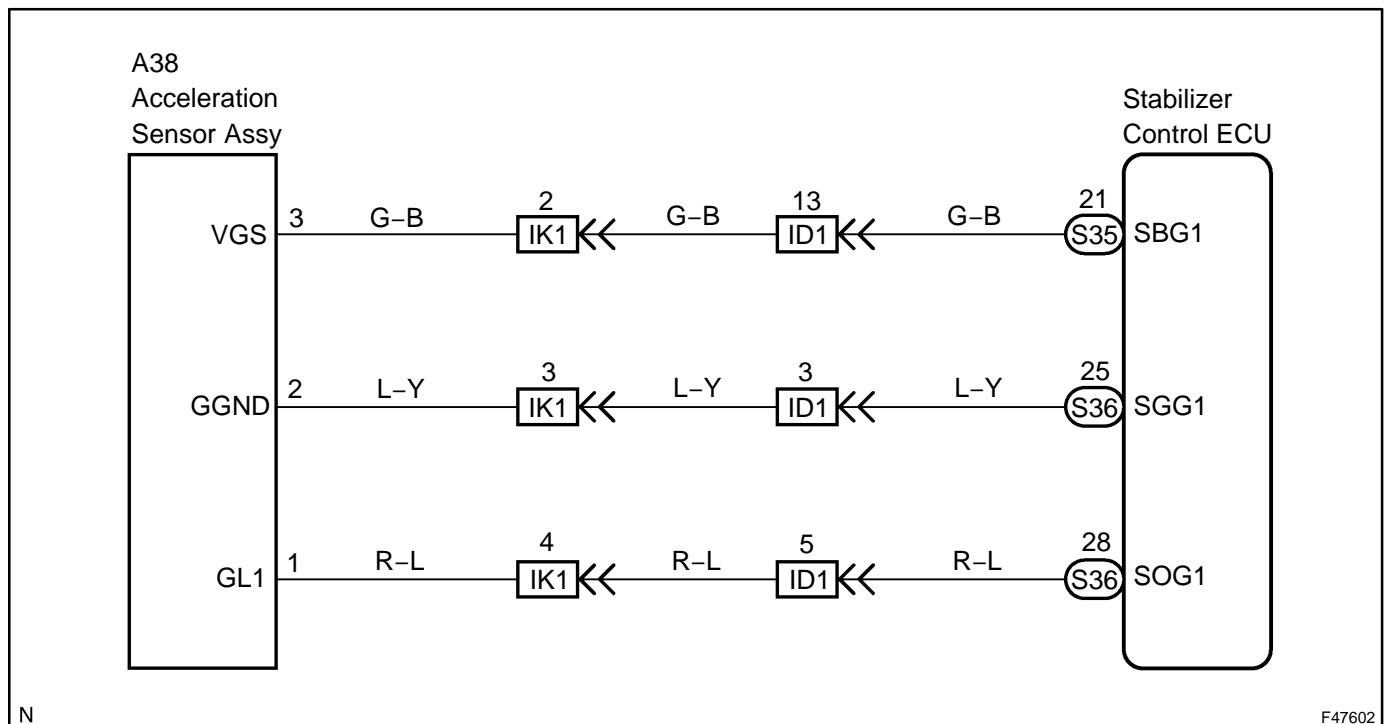 A38
Acceleration
Sensor Assy
Stabilizer
Control ECU
VGS 3 G−B 2 IK1 G−B 13 ID1 G−B 21 S35 SBG1
GGND 2 L−Y 3 IK1 L−Y 3 ID1 L−Y 25 S36 SGG1
GL1 1 R−L 4 IK1 R−L 5 ID1 R−L 28 S36 SOG1
N
F47602